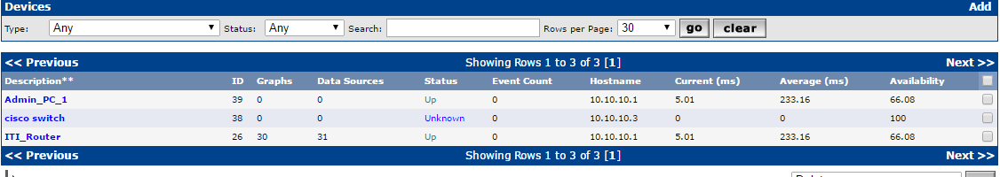 Devices Add
Type: Any Status: Any Search: Rows per Page: 30 go clear
<< Previous Showing Rows 1 to 3 of 3 [1] Next >>
Description** ID Graphs Data Sources Status Event Count Hostname Current (ms) Average (ms) Availability
Admin_PC_1 39 0 0 Up 0 10.10.10.1 5.01 233.16 66.08
cisco switch 38 0 0 Unknown 0 10.10.10.3 0 0 100
ITI_Router 26 30 31 Up 0 10.10.10.1 5.01 233.16 66.08
<< Previous Showing Rows 1 to 3 of 3 [1] Next >>